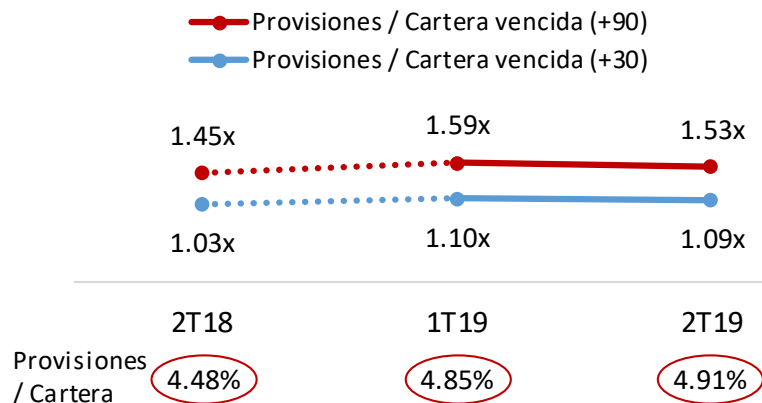 Provisiones / Cartera vencida (+90)
Provisiones / Cartera vencida (+30)
1.45x 1.59x 1.53x
1.03x 1.10x 1.09x
2T18 1T19 2T19
Provisiones
/ Cartera 4.48% 4.85% 4.91%